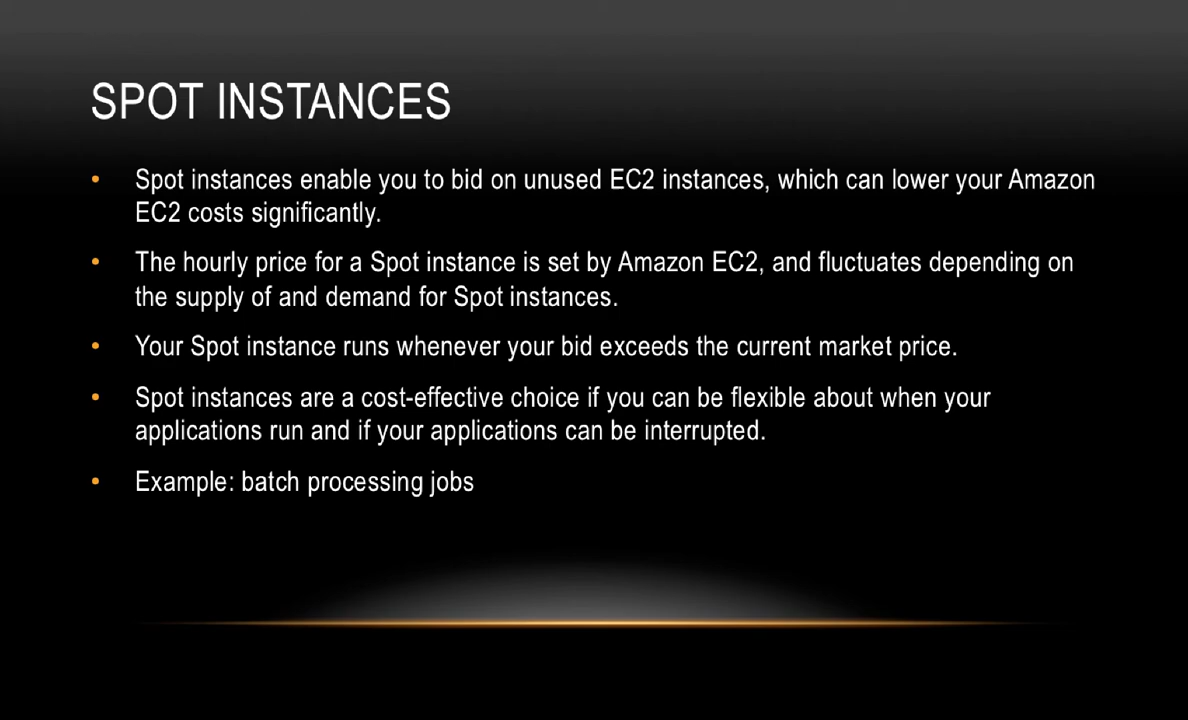 SPOT INSTANCES
• Spot instances enable you to bid on unused EC2 instances, which can lower your Amazon
EC2 costs significantly.
• The hourly price for a Spot instance is set by Amazon EC2, and fluctuates depending on
the supply of and demand for Spot instances.
• Your Spot instance runs whenever your bid exceeds the current market price.
• Spot instances are a cost-effective choice if you can be flexible about when your
applications run and if your applications can be interrupted.
• Example: batch processing jobs